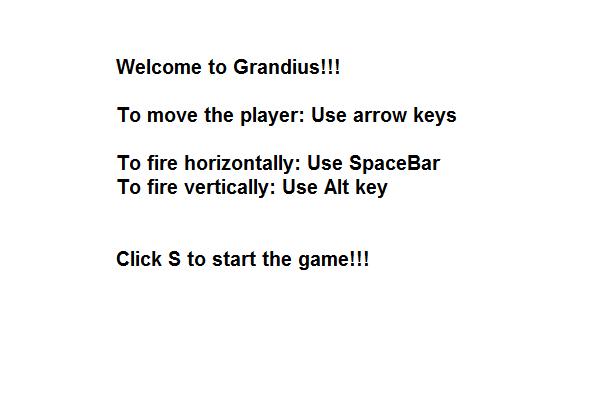 Welcome to Grandius!!!
To move the player: Use arrow keys
To fire horizontally: Use SpaceBar
To fire vertically: Use Alt key
Click S to start the game!!!